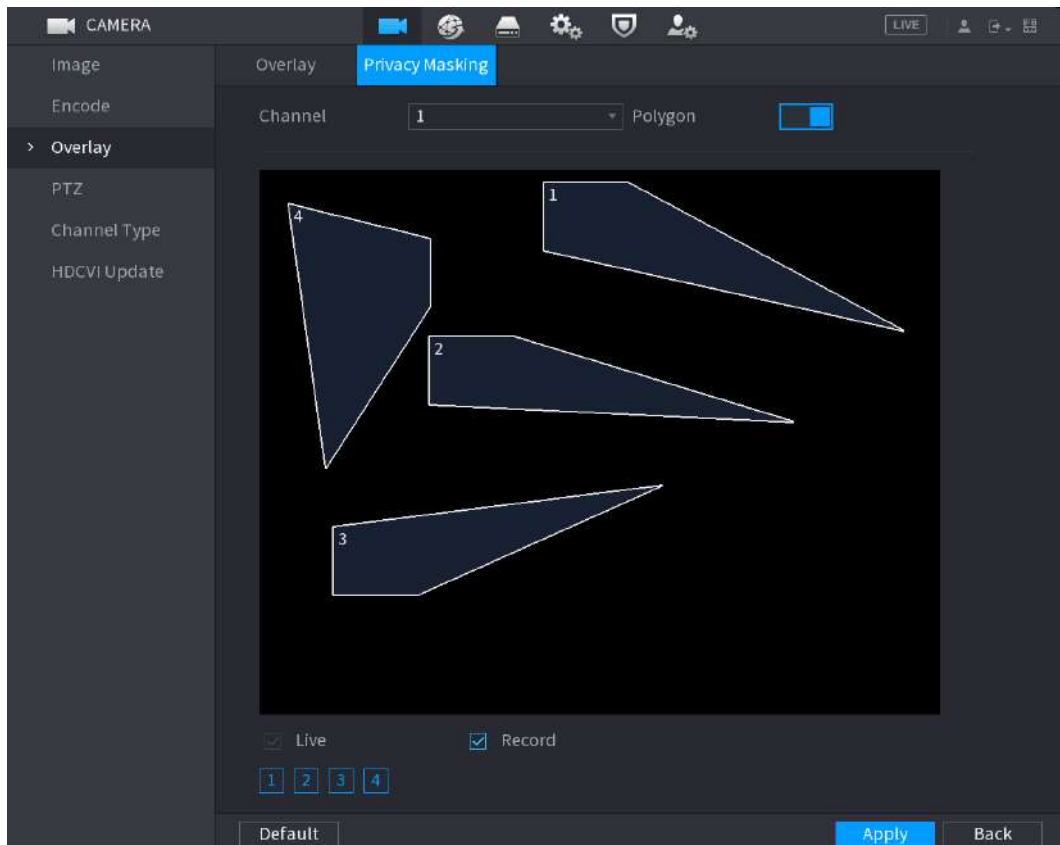 CAMERA LIVE
Image
Encode
> Overlay
PTZ
Channel Type
HDCVI Update
Overlay Privacy Masking
Channel 1 Polygon
1
4
2
3
Live Record
1 2 3 4
Default Apply Back